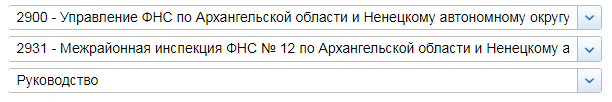 2900 - Управление ФНС по Архангельской области и Ненецкому автономному округу
2931 - Межрайонная инспекция ФНС № 12 по Архангельской области и Ненецкому а
Руководство